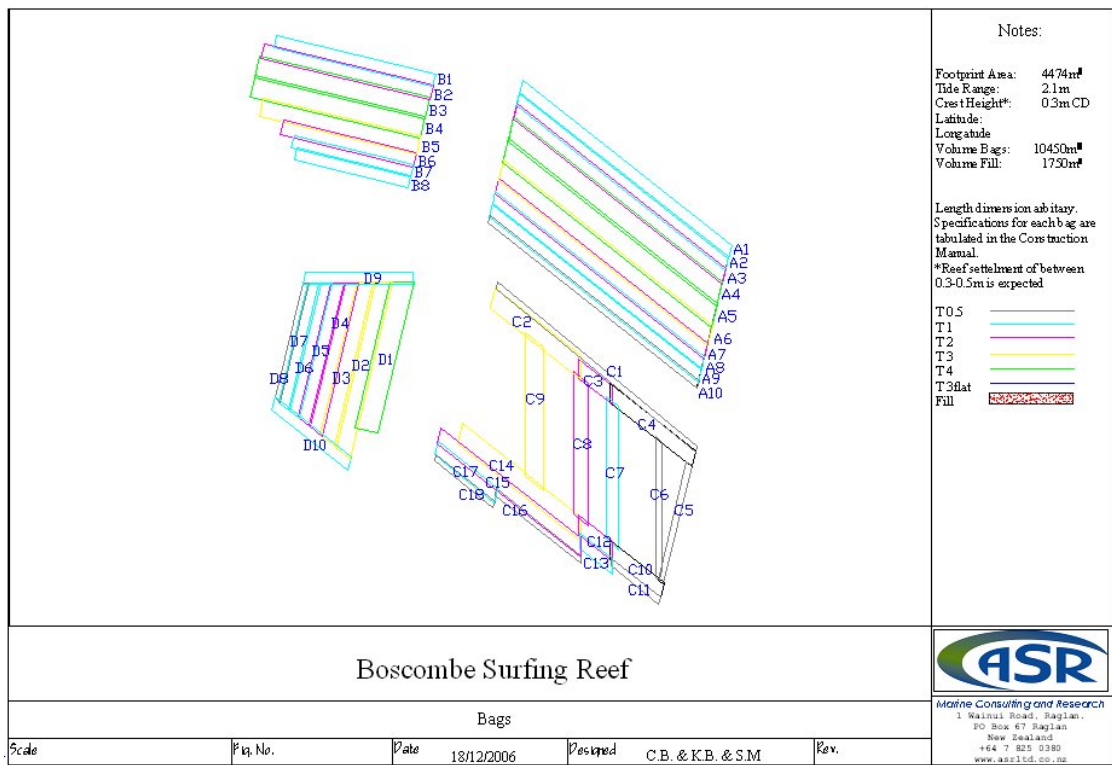 B1
B2
B3
B4
B5
B6
B7
B8
A1
A2
A3
A4
A5
A6
A7
A8
A9
A10
D9
D4
D7
D5
D6
D1
D2
D8
D3
D10
C2
C1
C3
C4
C9
C8
C7
C6
C5
C14
C17
C15
C18
C16
C12
C13
C10
C11
Notes:
Footprint Area: 4474m
Tide Range: 2.1m
Crest Height*: 0.3m CD
Latitude:
Longatude
Volume Bags: 10450m
Volume Fill: 1750m
Length dimension arbitary.
Specifications for each bag are
tabulated in the Construction
Manual.
*Reef settelment of between
0.3-0.5m is expected
T0.5
T1
T2
T3
T4
T3flat
Fill
Boscombe Surfing Reef
Bags
Scale
Fig. No.
Date 18/12/2006
Designed C.B. & K.B. & S.M
Rev.
ASR
Marine Consulting and Research
1 Wainui Road, Raglan.
PO Box 67 Raglan
New Zealand
+64 7 825 0380
www.asrltd.co.nz